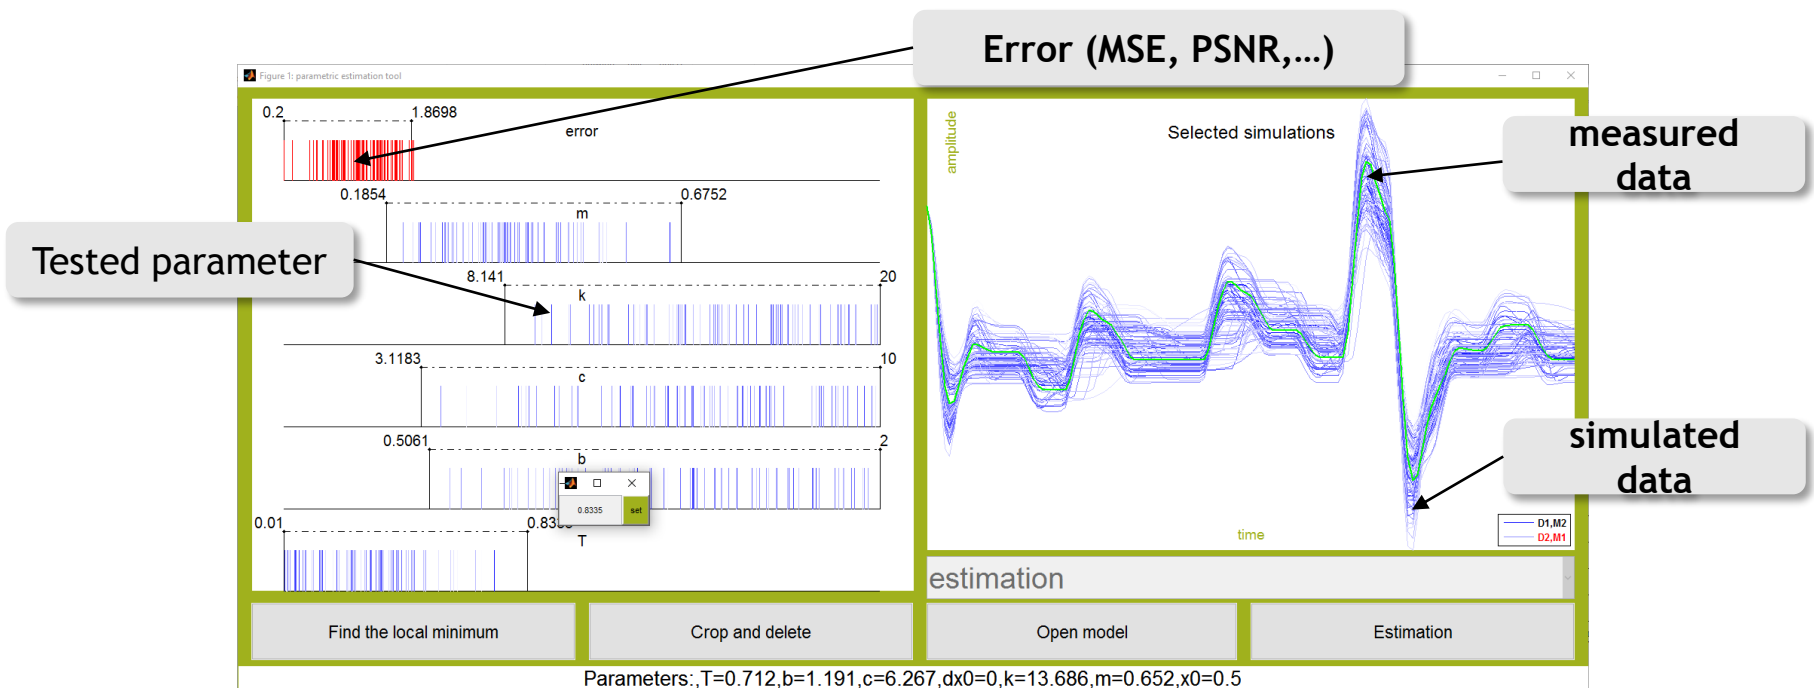 Error (MSE, PSNR,...)
Figure 1: parametric estimation tool
0.2
1.8698
error
amplitude
Selected simulations
measured
data
0.1854
0.6752
m
Tested parameter
8.141
20
k
3.1183
10
c
0.5061
2
b
0.8335
set
simulated
data
0.01
T
time
D1,M2
D2,M1
estimation
Find the local minimum
Crop and delete
Open model
Estimation
Parameters:,T=0.712,b=1.191,c=6.267,dx0=0,k=13.686,m=0.652,x0=0.5